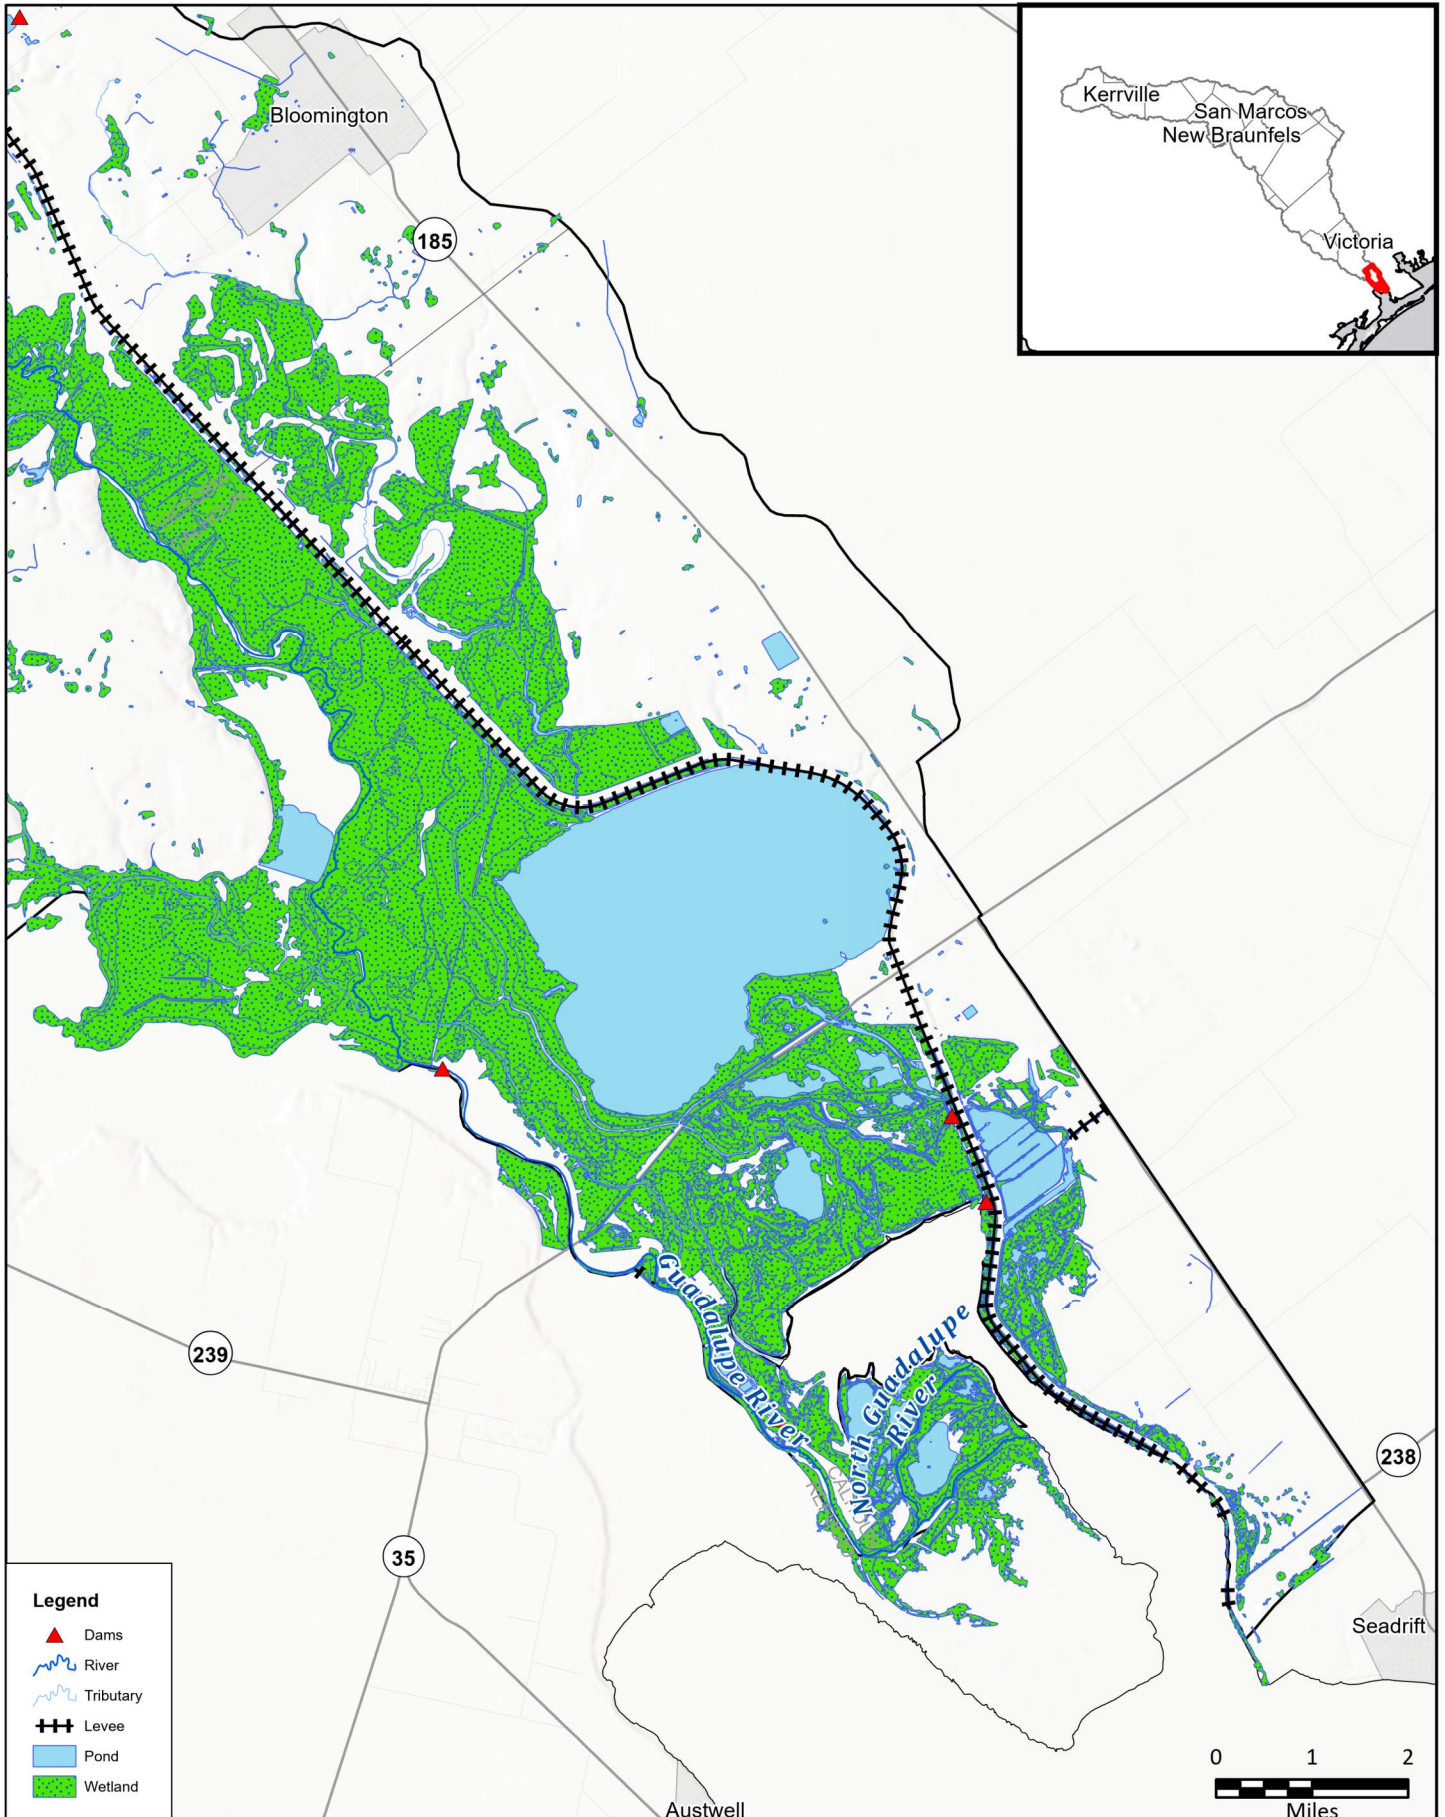 Kerrville
San Marcos
New Braunfels
Victoria
Bloomington
185
Guadalupe River
North Guadalupe
River
239
238
35
Seadrift
Austwell
Legend
Dams
River
Tributary
Levee
Pond
Wetland
0 1 2
Miles